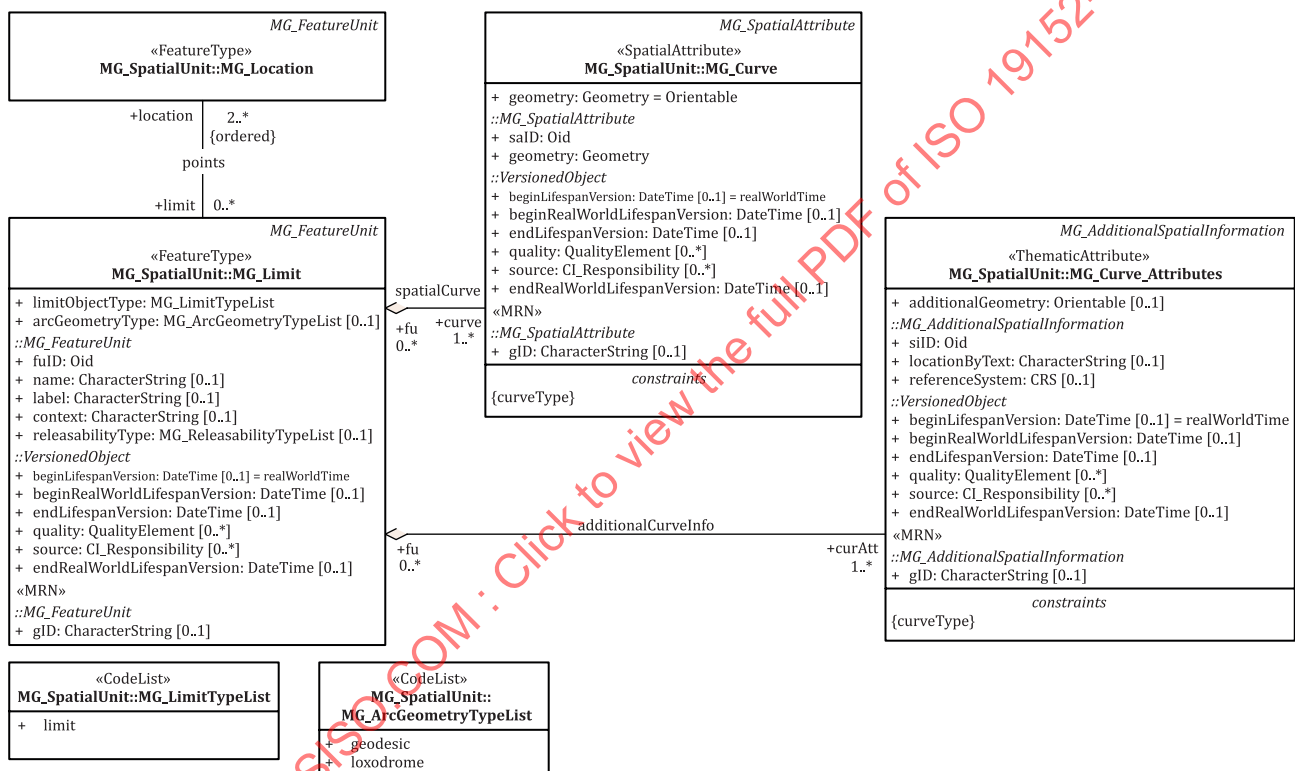 MG_FeatureUnit
«FeatureType»
MG_SpatialUnit::MG_Location
+location
2..*
{ordered}
points
+limit
0..*
MG_FeatureUnit
«FeatureType»
MG_SpatialUnit::MG_Limit
+ limitObjectType: MG_LimitTypeList
+ arcGeometryType: MG_ArcGeometryTypeList [0..1]
::MG_FeatureUnit
+ fuID: Oid
+ name: CharacterString [0..1]
+ label: CharacterString [0..1]
+ context: CharacterString [0..1]
+ releasabilityType: MG_ReleasabilityTypeList [0..1]
::VersionedObject
+ beginLifespanVersion: DateTime [0..1] = realWorldTime
+ beginRealWorldLifespanVersion: DateTime [0..1]
+ endLifespanVersion: DateTime [0..1]
+ quality: QualityElement [0..*]
+ source: CI_Responsibility [0..*]
+ endRealWorldLifespanVersion: DateTime [0..1]
«MRN»
::MG_FeatureUnit
+ gID: CharacterString [0..1]
spatialCurve
+fu
0..*
+curve
1..*
MG_SpatialAttribute
«SpatialAttribute»
MG_SpatialUnit::MG_Curve
+ geometry: Geometry = Orientable
::MG_SpatialAttribute
+ saID: Oid
+ geometry: Geometry
::VersionedObject
+ beginLifespanVersion: DateTime [0..1] = realWorldTime
+ beginRealWorldLifespanVersion: DateTime [0..1]
+ endLifespanVersion: DateTime [0..1]
+ quality: QualityElement [0..*]
+ source: CI_Responsibility [0..*]
+ endRealWorldLifespanVersion: DateTime [0..1]
«MRN»
::MG_SpatialAttribute
+ gID: CharacterString [0..1]
constraints
{curveType}
additionalCurveInfo
+fu
0..*
+curAtt
1..*
MG_AdditionalSpatialInformation
«ThematicAttribute»
MG_SpatialUnit::MG_Curve_Attributes
+ additionalGeometry: Orientable [0..1]
::MG_AdditionalSpatialInformation
+ siID: Oid
+ locationByText: CharacterString [0..1]
+ referenceSystem: CRS [0..1]
::VersionedObject
+ beginLifespanVersion: DateTime [0..1] = realWorldTime
+ beginRealWorldLifespanVersion: DateTime [0..1]
+ endLifespanVersion: DateTime [0..1]
+ quality: QualityElement [0..*]
+ source: CI_Responsibility [0..*]
+ endRealWorldLifespanVersion: DateTime [0..1]
«MRN»
::MG_AdditionalSpatialInformation
+ gID: CharacterString [0..1]
constraints
{curveType}
«CodeList»
MG_SpatialUnit::MG_LimitTypeList
+ limit
«CodeList»
MG_SpatialUnit::
MG_ArcGeometryTypeList
+ geodesic
+ loxodrome
SISO.COM : Click to view the full PDF of ISO 19152-